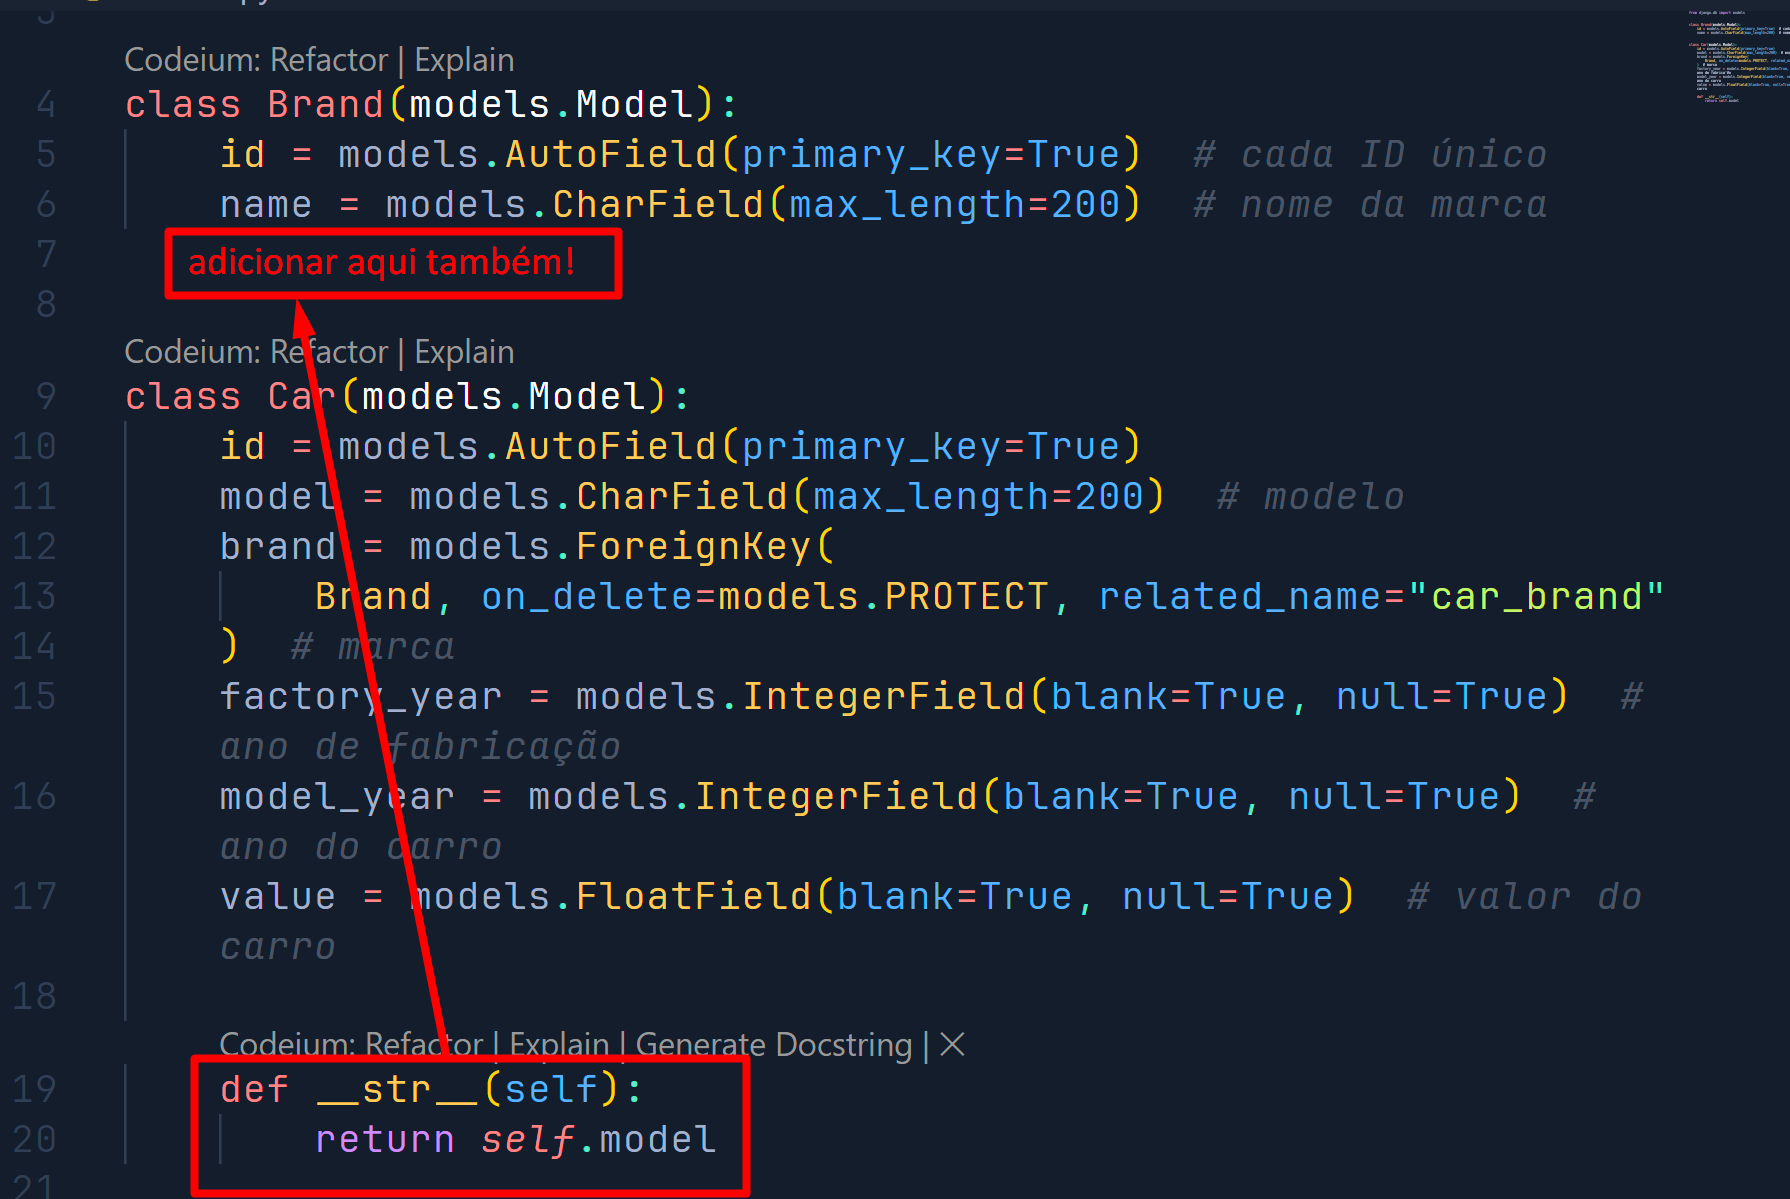 Codeium: Refactor | Explain
4 class Brand(models.Model):
5 id = models.AutoField(primary_key=True) # cada ID único
6 name = models.CharField(max_length=200) # nome da marca
7 adicionar aqui também!
8
Codeium: Refactor | Explain
9 class Car(models.Model):
10 id = models.AutoField(primary_key=True)
11 model = models.CharField(max_length=200) # modelo
12 brand = models.ForeignKey(
13 Brand, on_delete=models.PROTECT, related_name="car_brand"
14 ) # marca
15 factory_year = models.IntegerField(blank=True, null=True) #
ano de fabricação
16 model_year = models.IntegerField(blank=True, null=True) #
ano do carro
17 value = models.FloatField(blank=True, null=True) # valor do
carro
18
Codeium: Refactor | Explain | Generate Docstring | ×
19 def __str__(self):
20 return self.model
21